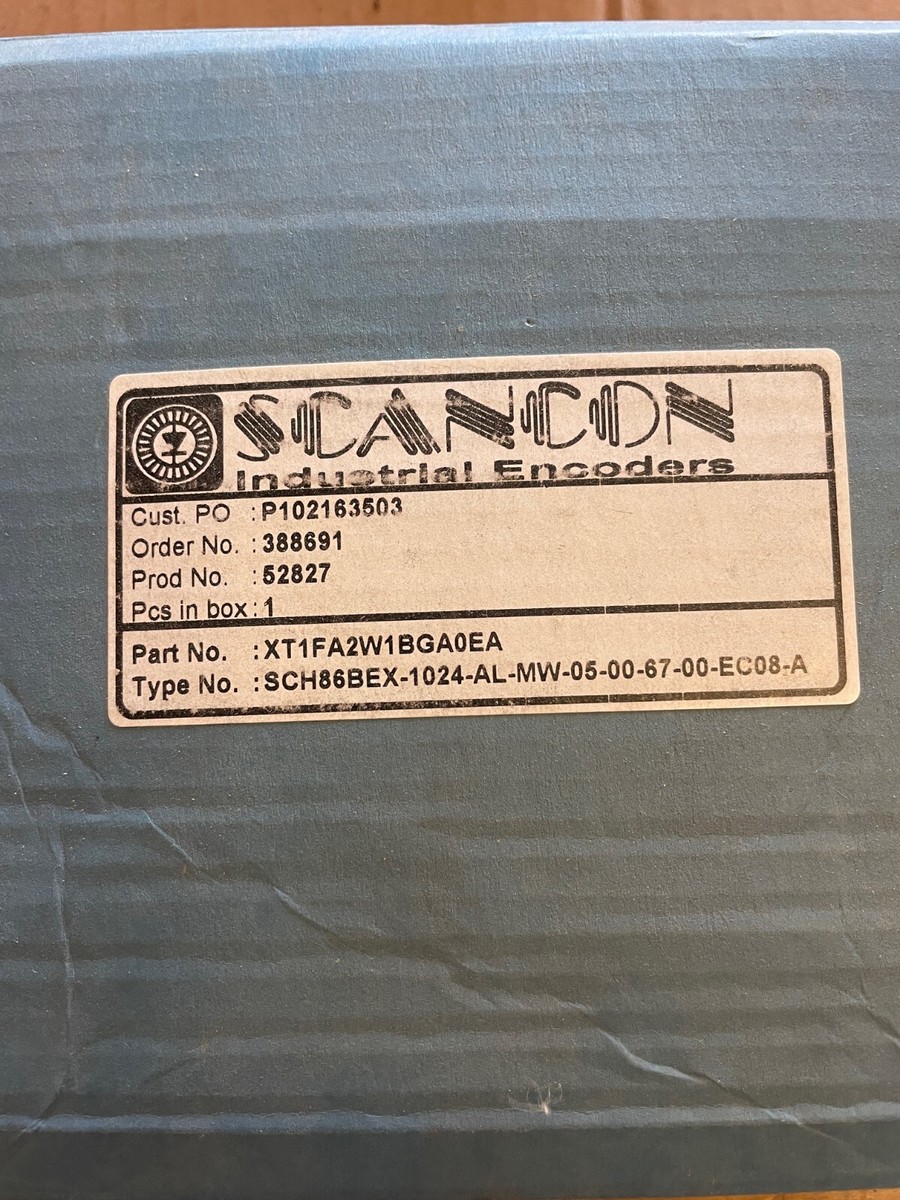 SCANCON
Industrial Encoders
Cust. PO :P102163503
Order No. :388691
Prod No. :52827
Pcs in box:1
Part No. :XT1FA2W1BGA0EA
Type No. :SCH86BEX-1024-AL-MW-05-00-67-00-EC08-A